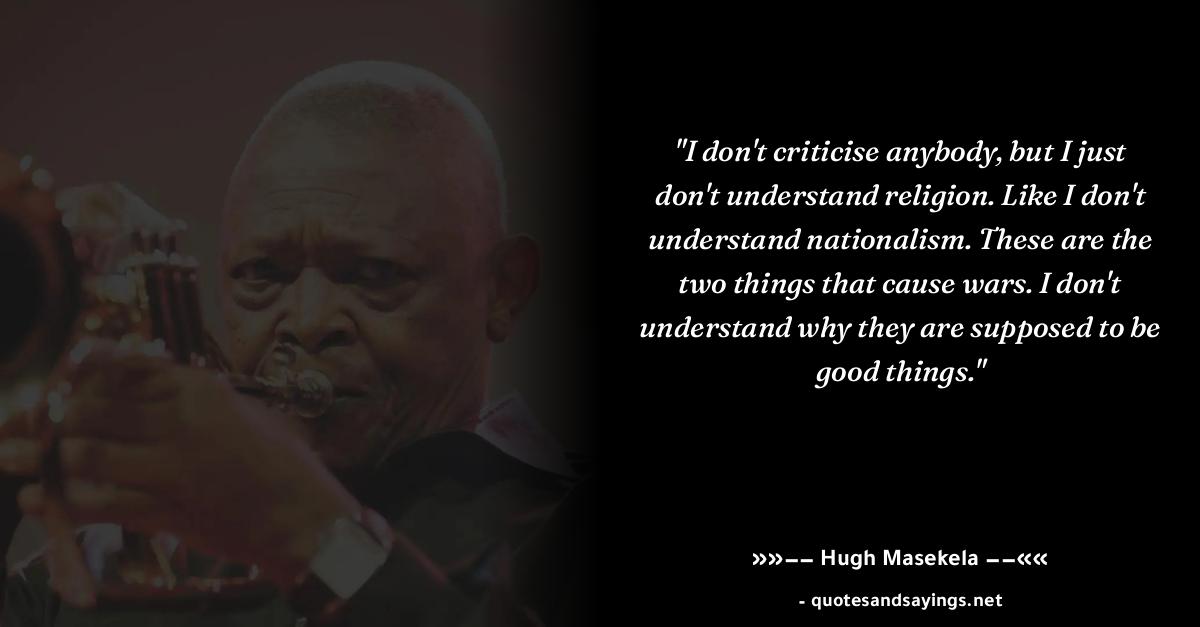 "I don't criticise anybody, but I just
don't understand religion. Like I don't
understand nationalism. These are the
two things that cause wars. I don't
understand why they are supposed to be
good things."
»»−− Hugh Masekela −−««
- quotesandsayings.net